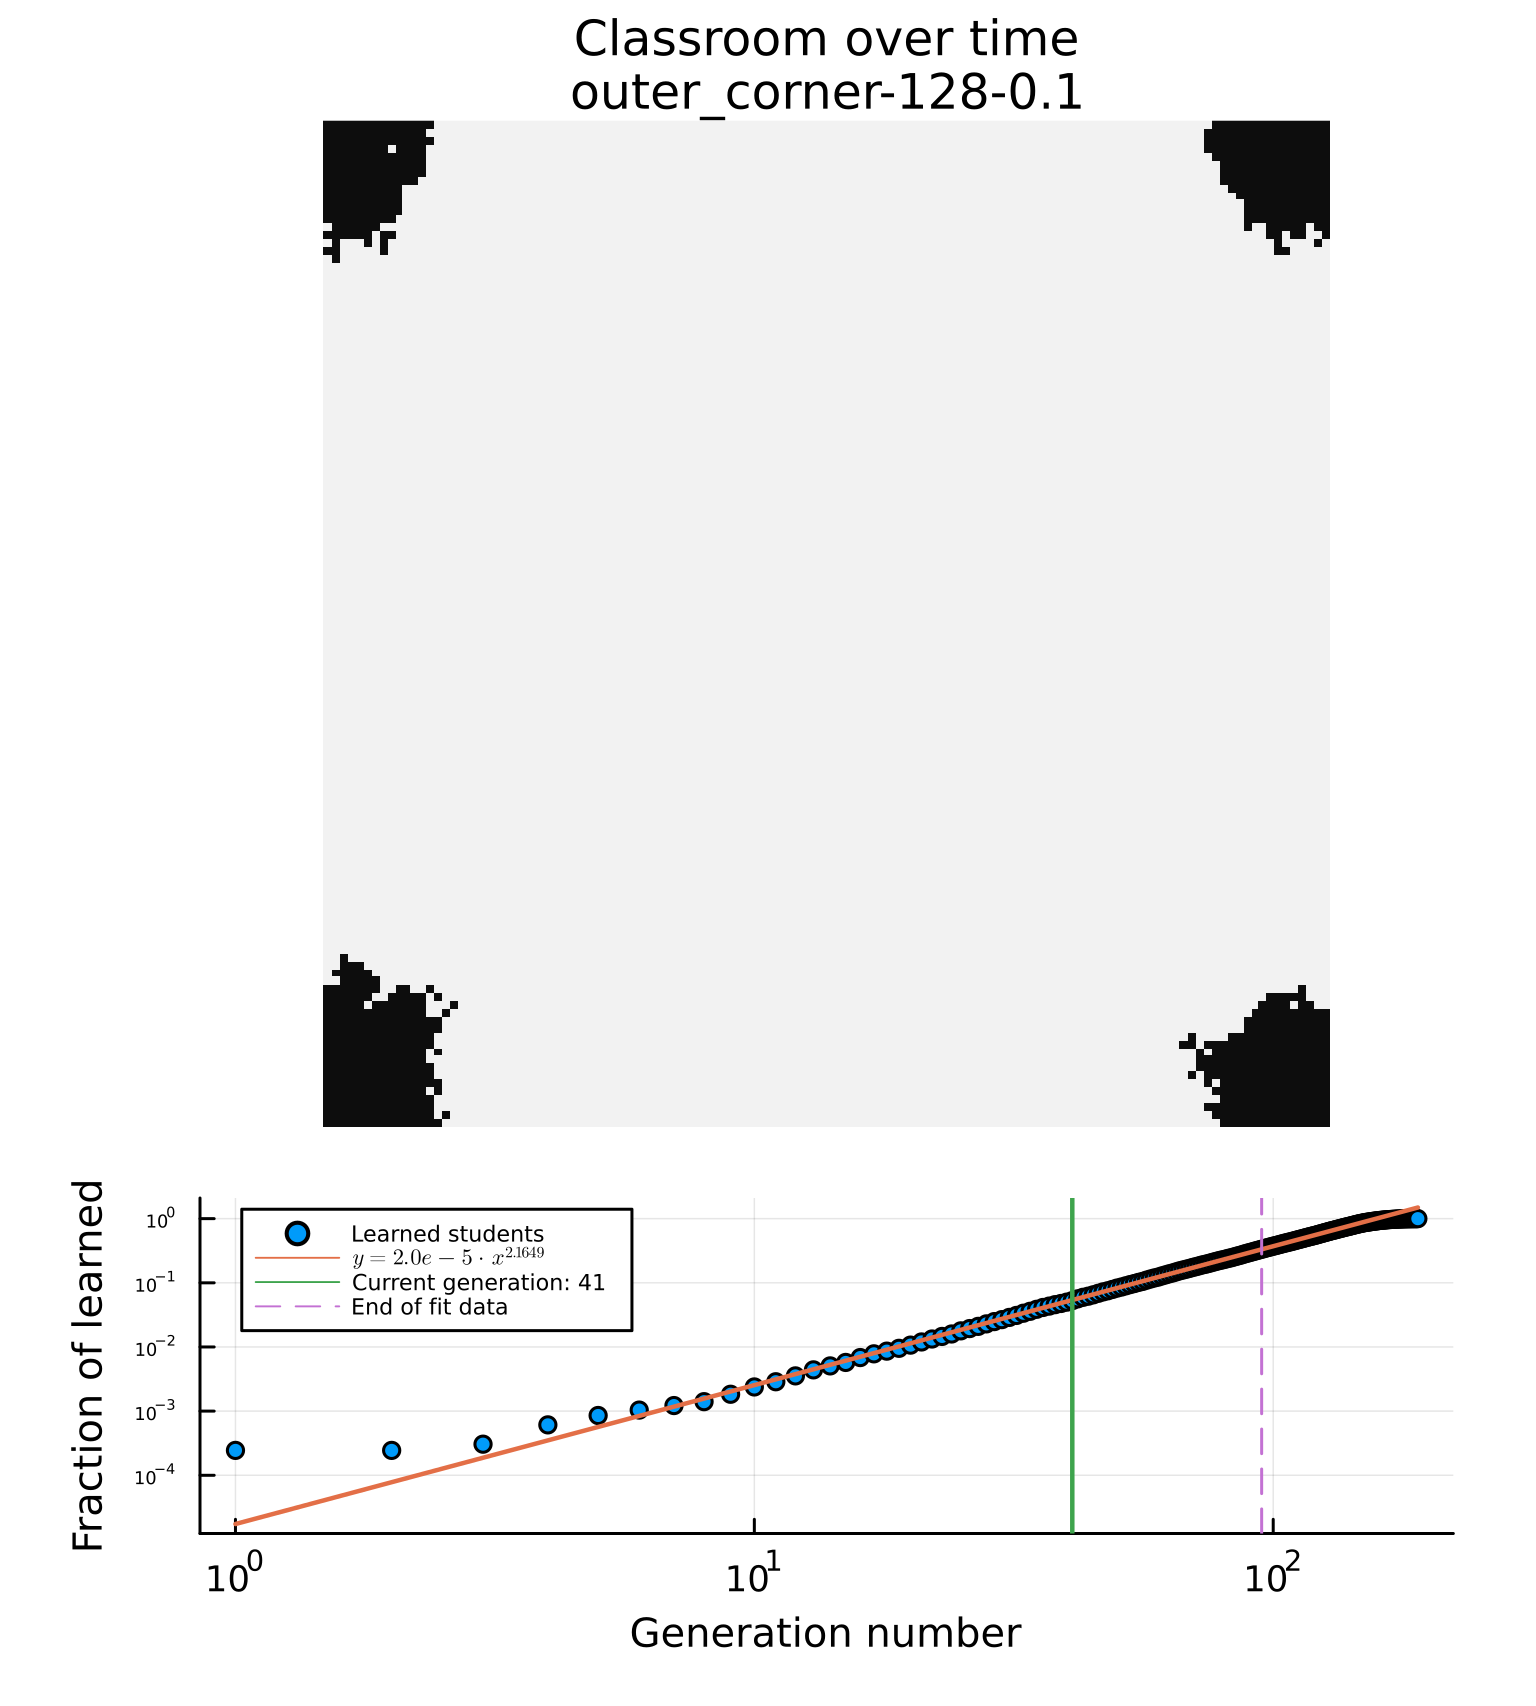 Classroom over time
outer_corner-128-0.1
Fraction of learned
10^0
10^-1
10^-2
10^-3
10^-4
Learned students
y = 2.0e − 5 · x^2.1649
Current generation: 41
End of fit data
10^0 10^1 10^2
Generation number